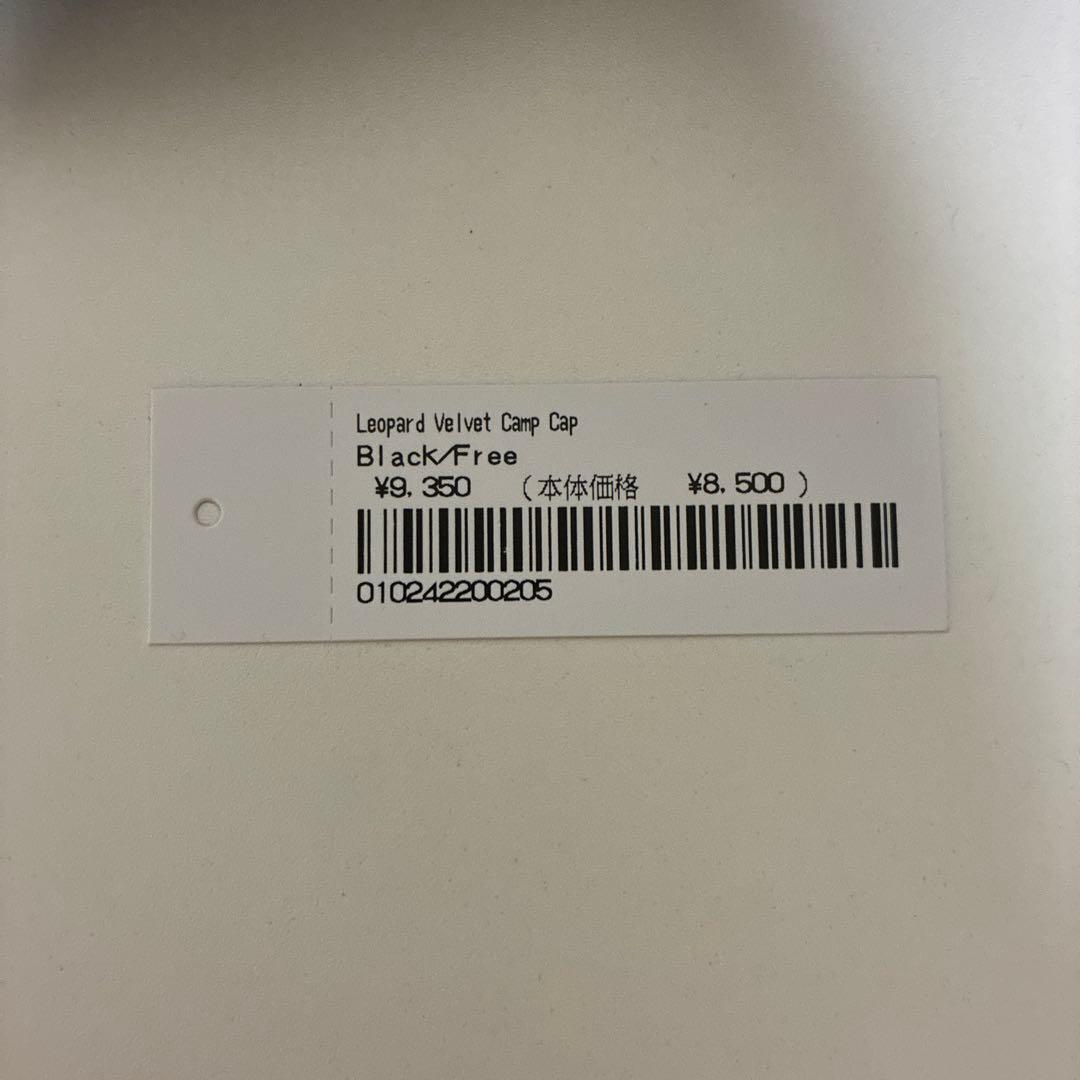 Leopard Velvet Camp Cap
Black/Free
¥9,350 (本体価格 ¥8,500 )
010242200205